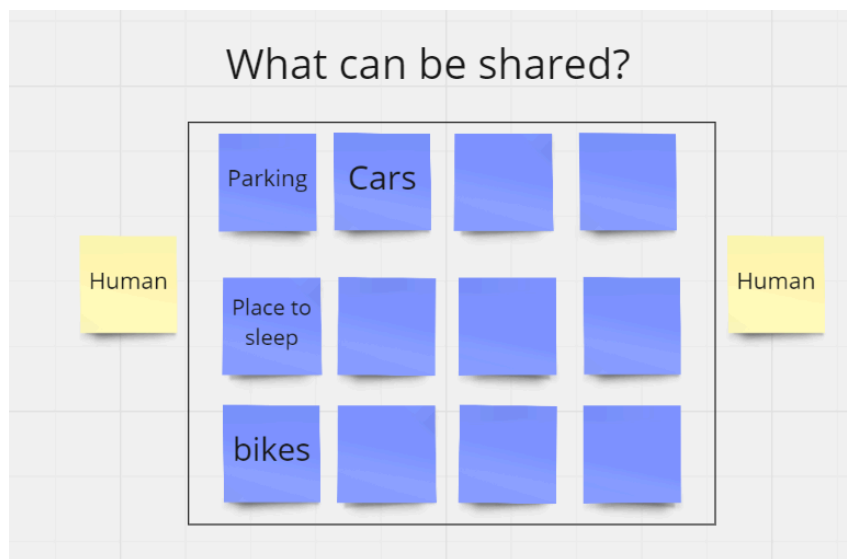 What can be shared?
Parking
Cars
Human
Human
Place to
sleep
bikes